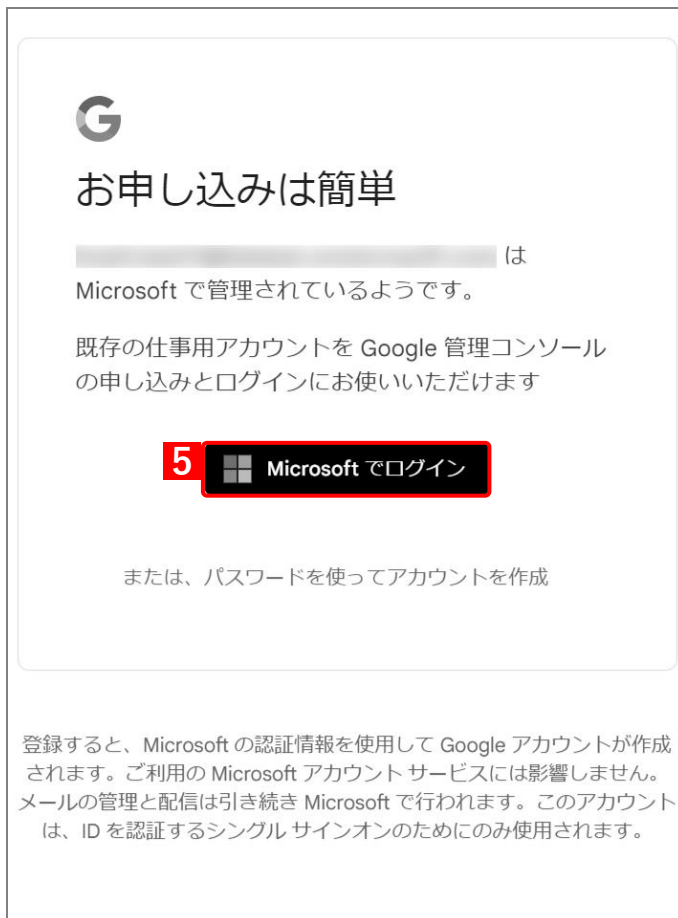 お申し込みは簡単
は
Microsoft で管理されているようです。
既存の仕事用アカウントを Google 管理コンソール
の申し込みとログインにお使いいただけます
5 Microsoft でログイン
または、パスワードを使ってアカウントを作成
登録すると、Microsoft の認証情報を使用して Google アカウントが作成
されます。ご利用の Microsoft アカウント サービスには影響しません。
メールの管理と配信は引き続き Microsoft で行われます。このアカウント
は、ID を認証するシングル サインオンのためにのみ使用されます。